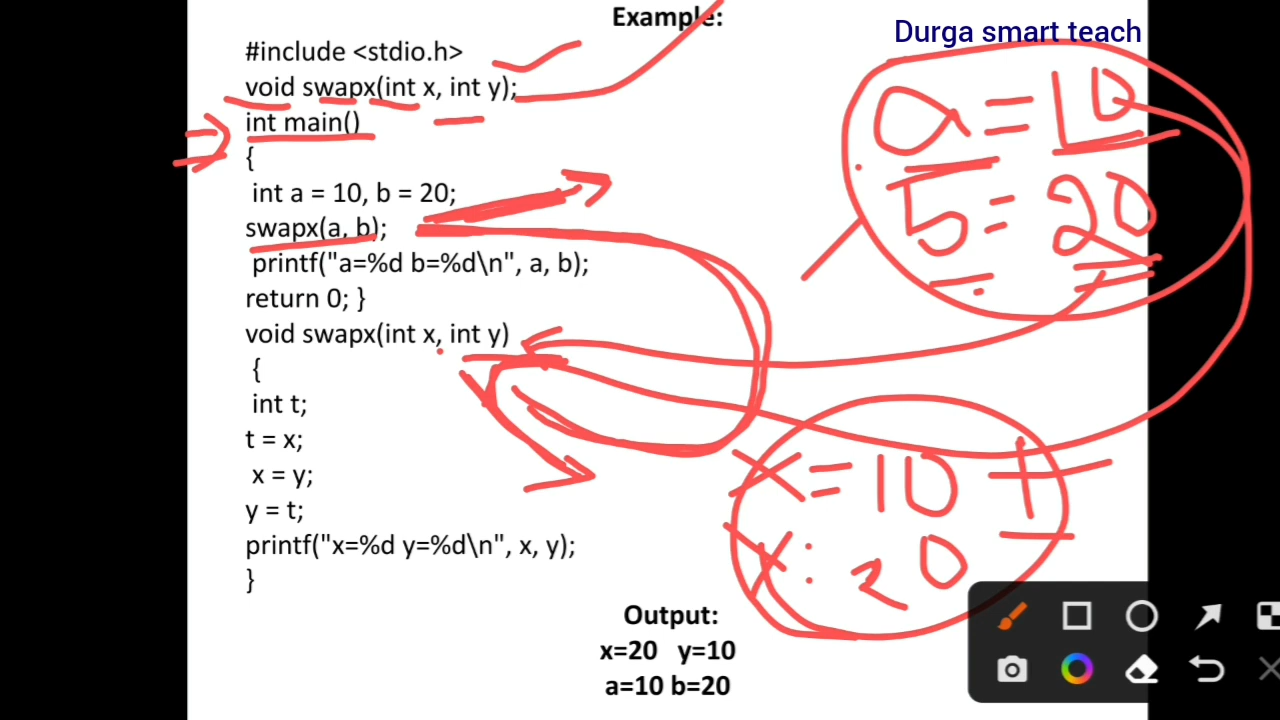 Example:
Durga smart teach
#include <stdio.h>
void swapx(int x, int y);
int main()
{
int a = 10, b = 20;
swapx(a, b);
printf("a=%d b=%d\n", a, b);
return 0; }
void swapx(int x, int y)
{
int t;
t = x;
x = y;
y = t;
printf("x=%d y=%d\n", x, y);
}
Output:
x=20 y=10
a=10 b=20
a=10
5=20
x=10 t
y: 20